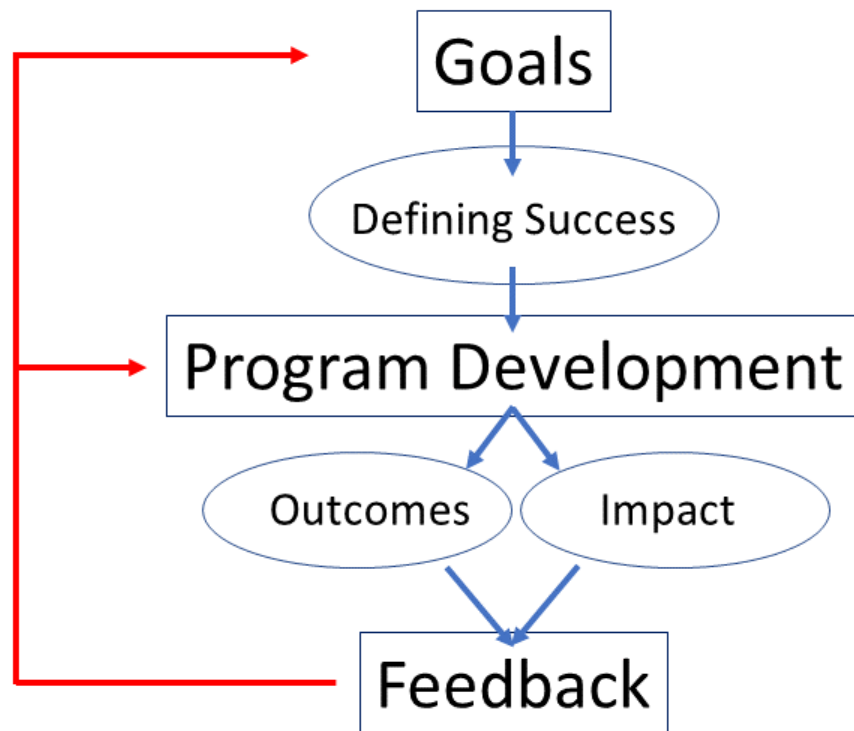 Goals
Defining Success
Program Development
Outcomes
Impact
Feedback